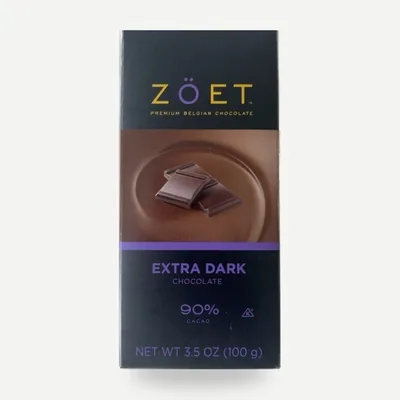 ZÖET
PREMIUM BELGIAN CHOCOLATE
EXTRA DARK
CHOCOLATE
90%
CACAO
NET WT 3.5 OZ (100 g)